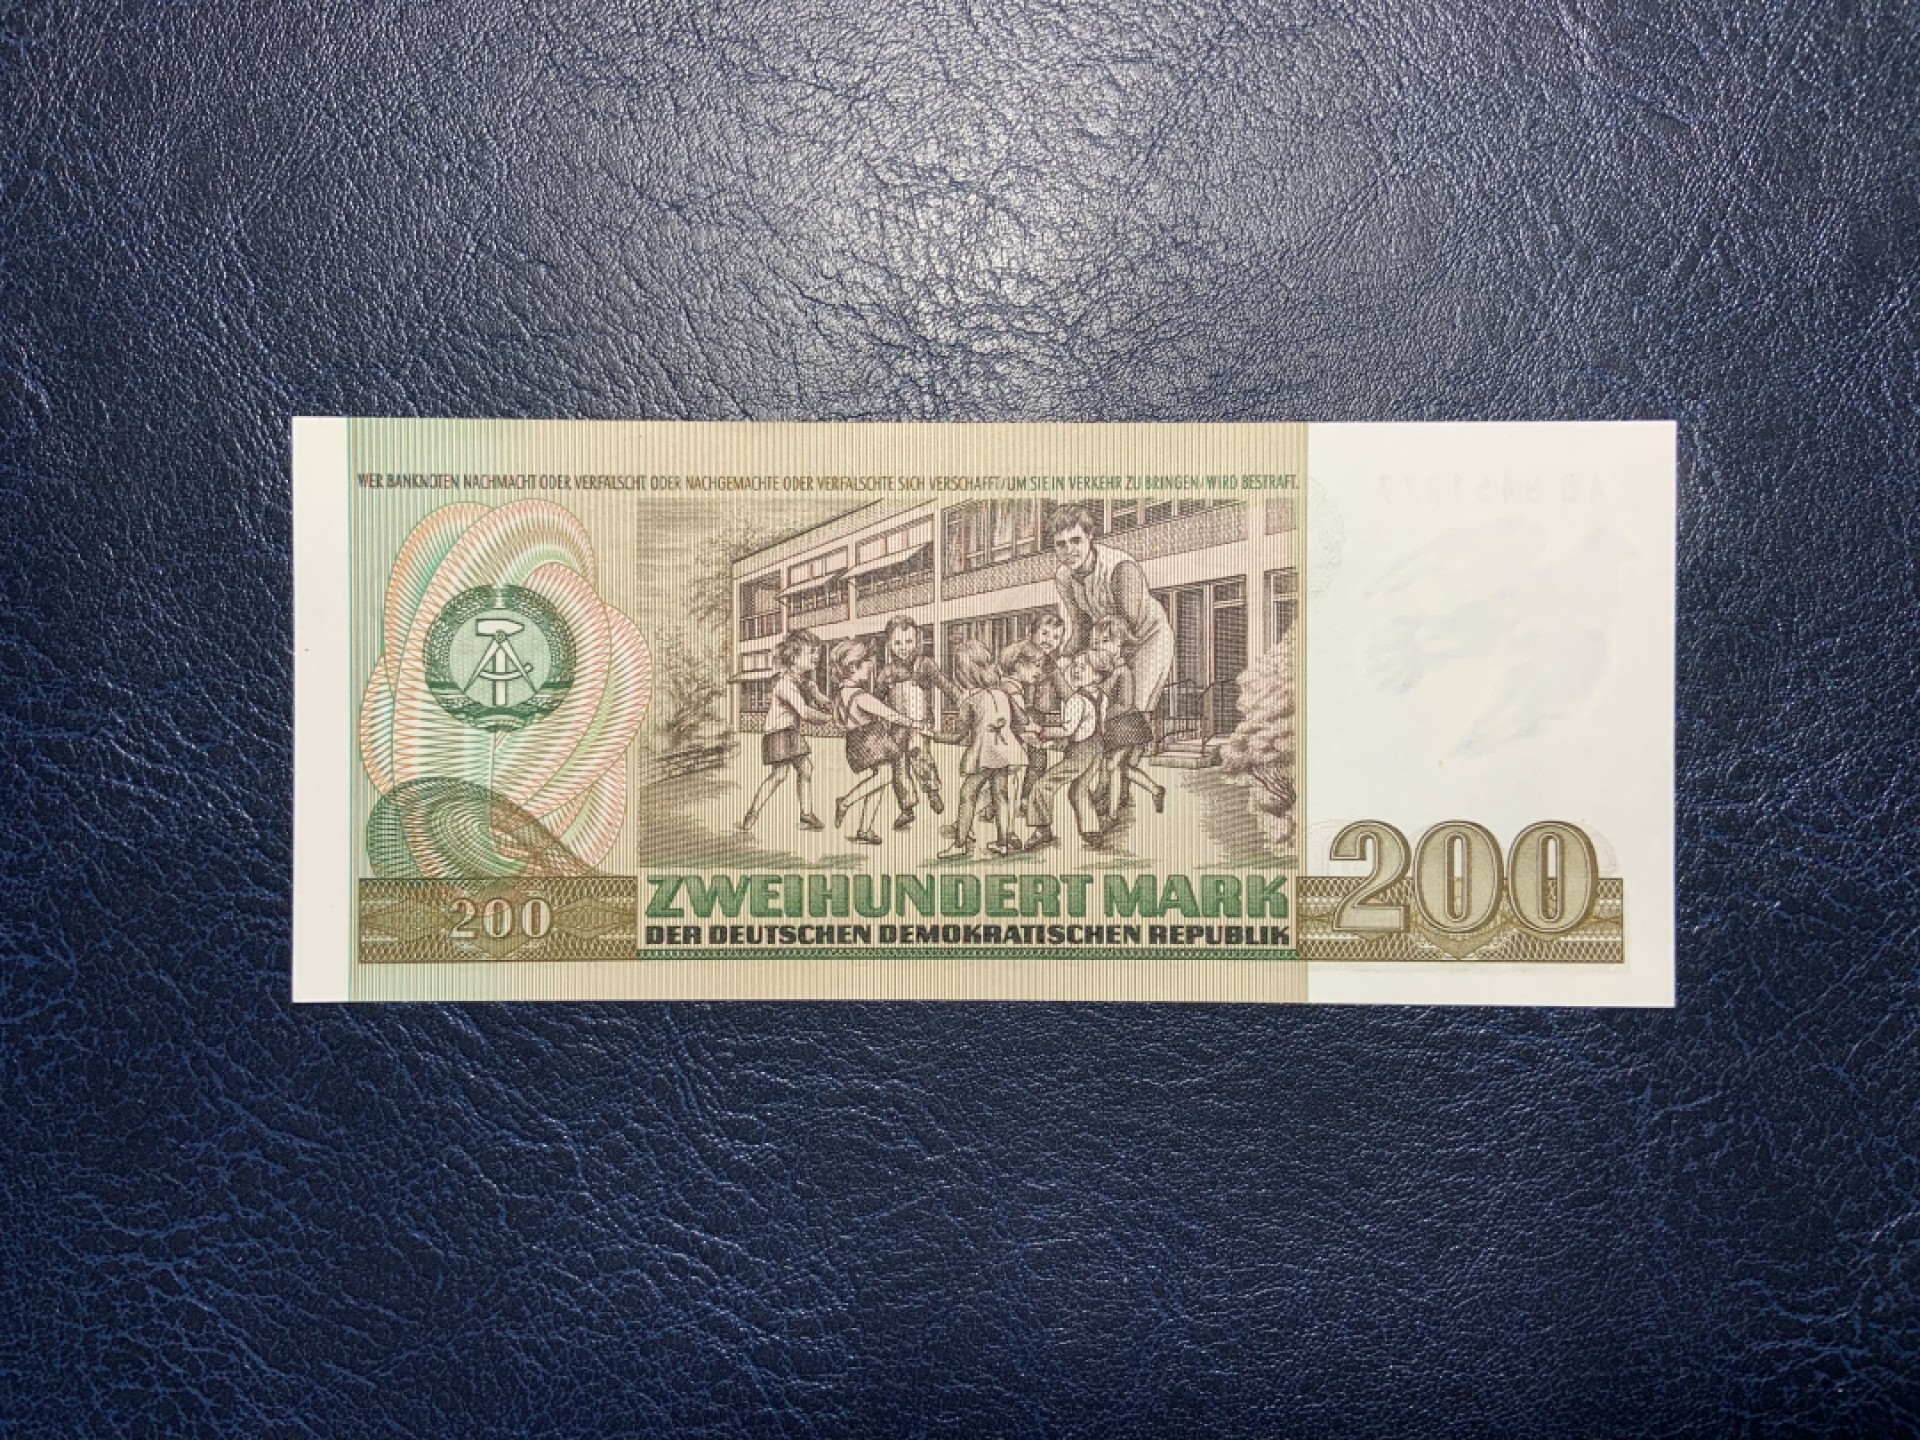 WER BANKNOTEN NACHMACHT ODER VERFÄLSCHT ODER NACHGEMACHTE ODER VERFÄLSCHTE SICH VERSCHAFFT/UM SIE IN VERKEHR ZU BRINGEN/WIRD BESTRAFT.
ZWEIHUNDERT MARK
200
200
DER DEUTSCHEN DEMOKRATISCHEN REPUBLIK